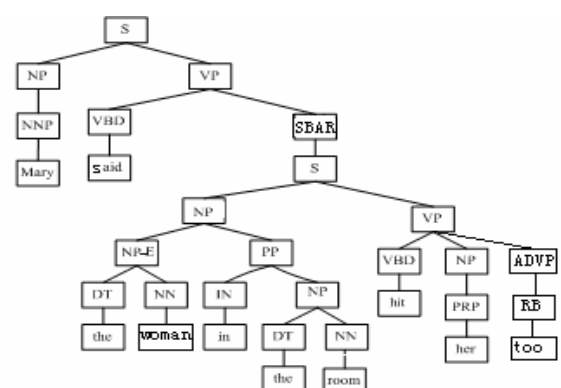 S
NP VP
NNP VBD SBAR
Mary said S
NP VP
NP-E PP VBD NP ADVP
DT NN IN NP hit PRP RB
the woman in DT NN her too
the room